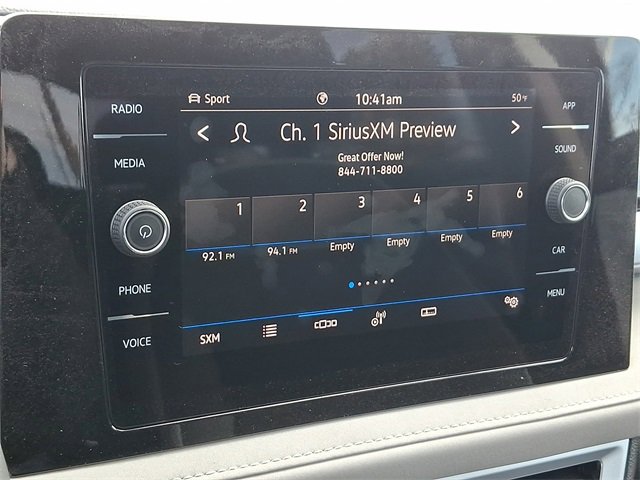 RADIO
MEDIA
PHONE
VOICE
Sport 10:41am 50°F
< Ch. 1 SiriusXM Preview >
Great Offer Now!
844-711-8800
1 2 3 4 5 6
92.1 FM 94.1 FM Empty Empty Empty Empty
SXM
APP
SOUND
CAR
MENU